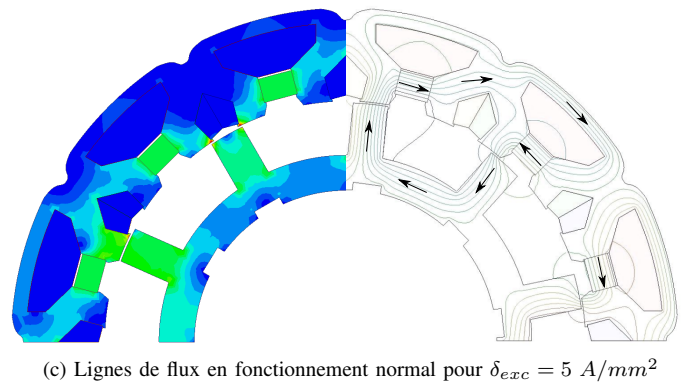 (c) Lignes de flux en fonctionnement normal pour δ_exc = 5 A/mm²